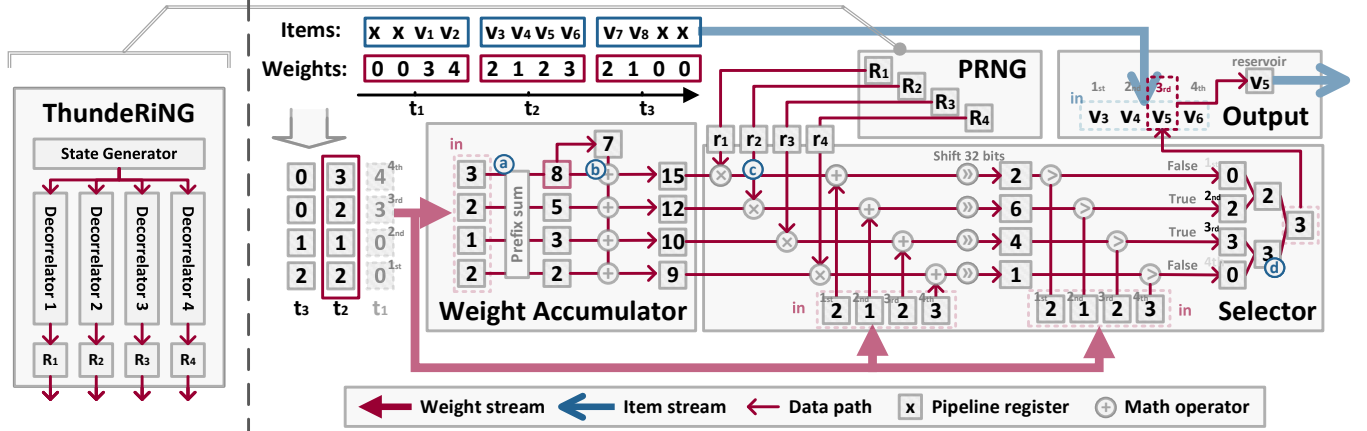 Items: x x v₁ v₂ v₃ v₄ v₅ v₆ v₇ v₈ x x
Weights: 0 0 3 4 2 1 2 3 2 1 0 0
t₁ t₂ t₃
ThundeRiNG
State Generator
Decorrelator 1
Decorrelator 2
Decorrelator 3
Decorrelator 4
R₁ R₂ R₃ R₄
0 3 4 4th
0 2 3 3rd
1 1 0 2nd
2 2 0 1st
t₃ t₂ t₁
in
a
b
7
3 8 15
2 5 12
1 3 10
2 2 9
Prefix sum
Weight Accumulator
PRNG
R₁
R₂
R₃
R₄
r₁ r₂ r₃ r₄
c
Shift 32 bits
2
6
4
1
in
1st 2nd 3rd 4th
2 1 2 3
1st 2nd 3rd 4th
2 1 2 3
in
False 1st 0
True 2nd 2
True 3rd 3
False 4th 0
2
3
d
3
Selector
reservoir
v₅
1st 2nd 3rd 4th
in
v₃ v₄ v₅ v₆
Output
Weight stream
Item stream
Data path
x Pipeline register
Math operator